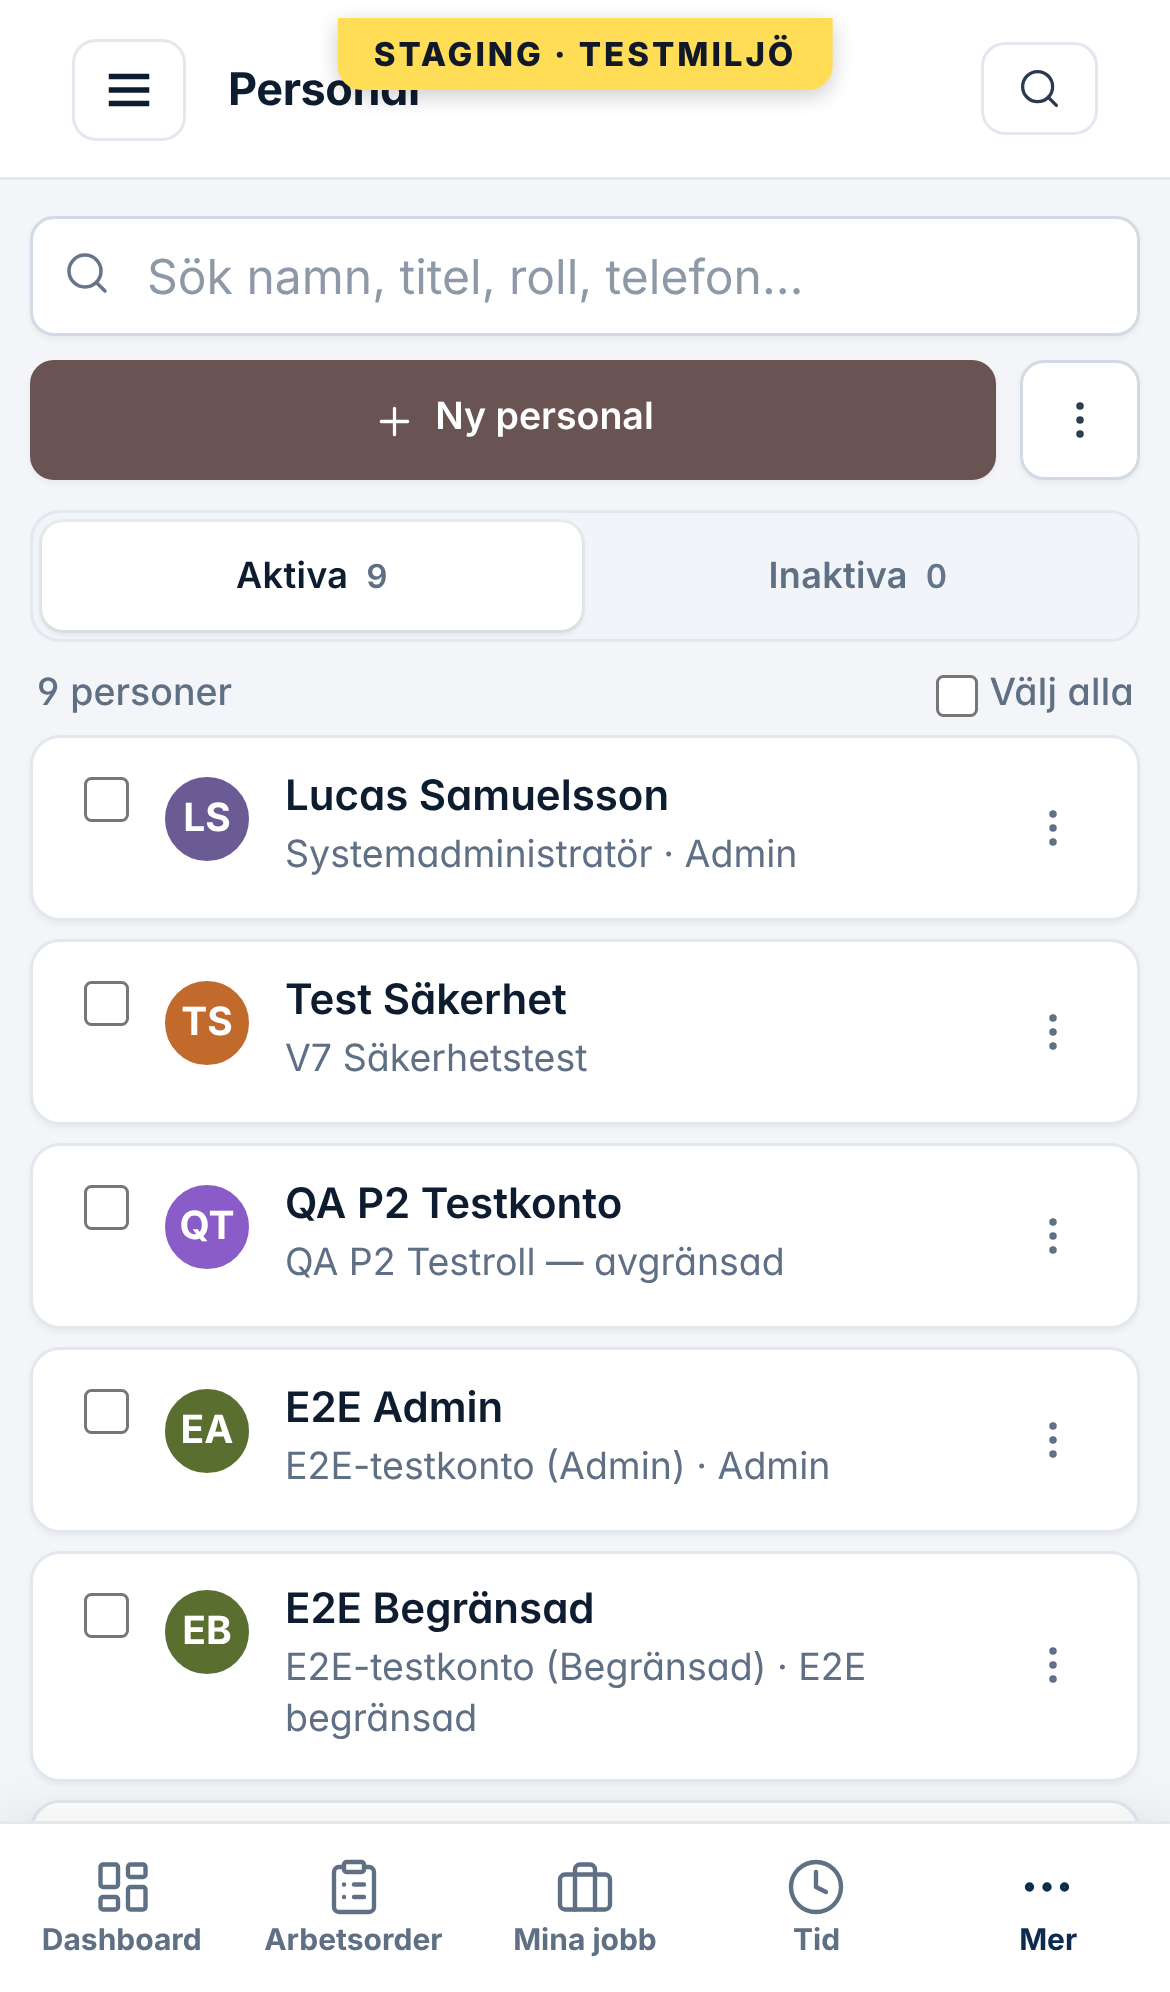 STAGING · TESTMILJÖ
Personal
Sök namn, titel, roll, telefon...
Ny personal
Aktiva 9
Inaktiva 0
9 personer
Välj alla
LS
Lucas Samuelsson
Systemadministratör · Admin
TS
Test Säkerhet
V7 Säkerhetstest
QT
QA P2 Testkonto
QA P2 Testroll — avgränsad
EA
E2E Admin
E2E-testkonto (Admin) · Admin
EB
E2E Begränsad
E2E-testkonto (Begränsad) · E2E
begränsad
Dashboard
Arbetsorder
Mina jobb
Tid
Mer